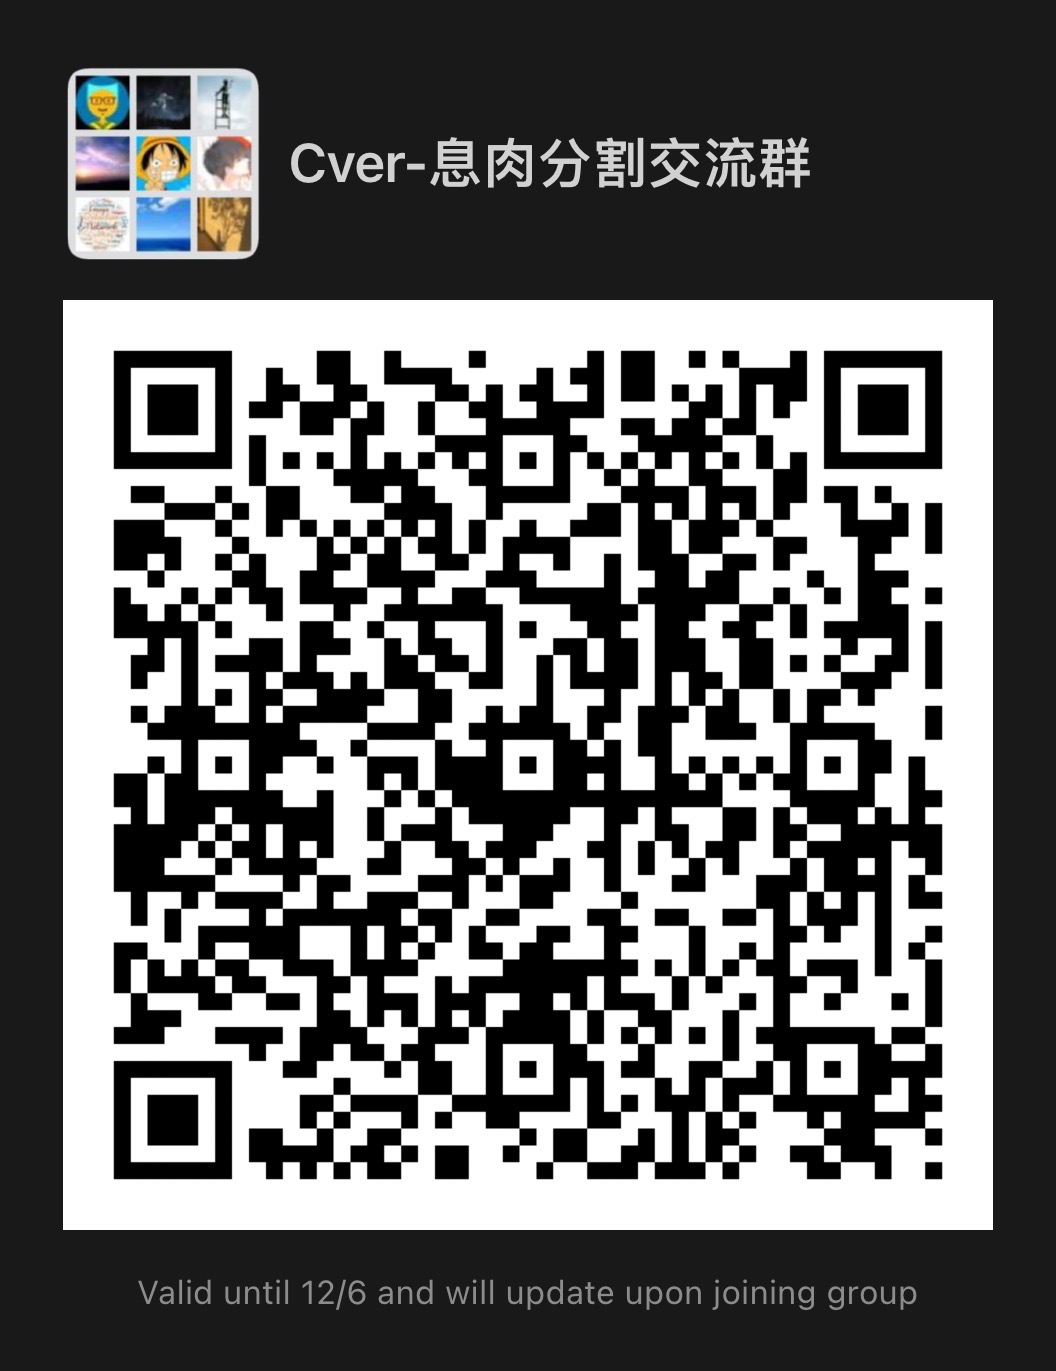 Cver-息肉分割交流群
Valid until 12/6 and will update upon joining group